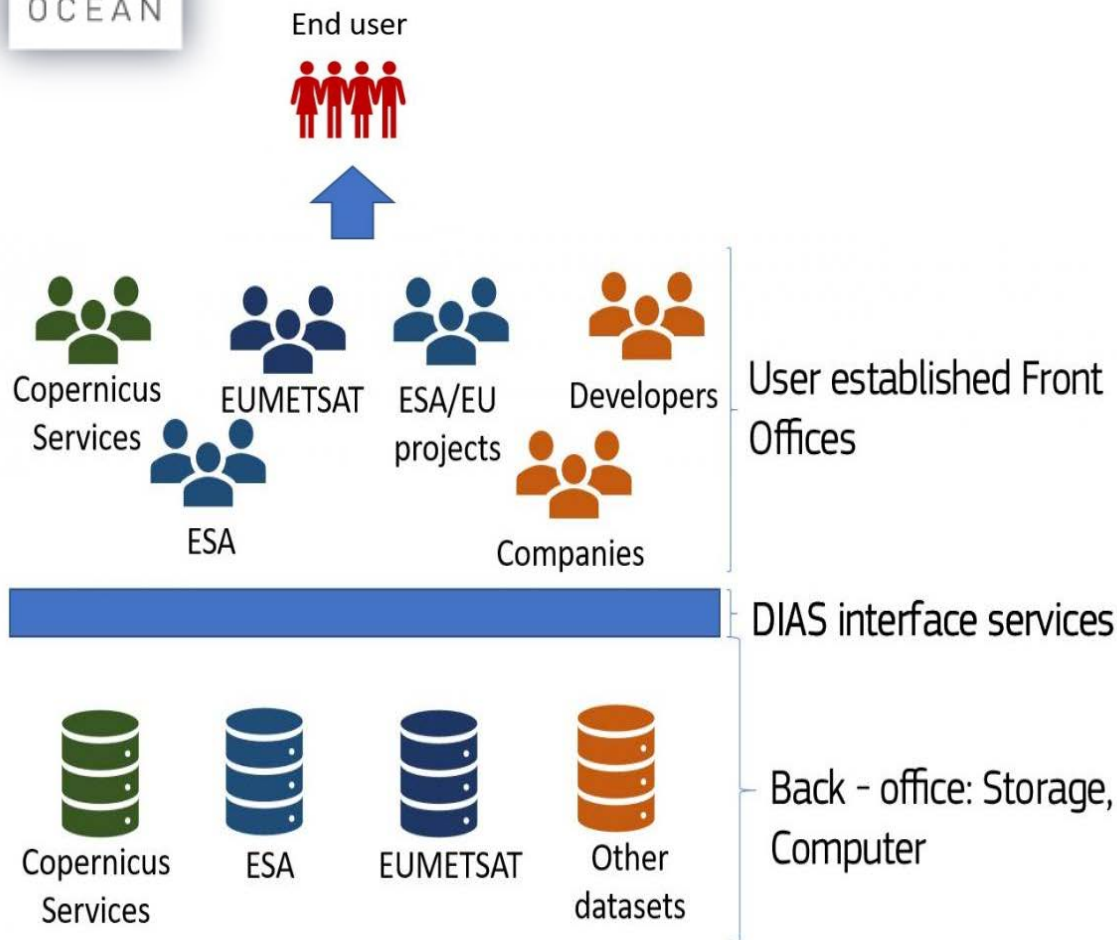 OCEAN
End user
Copernicus
Services
EUMETSAT
ESA/EU
projects
Developers
ESA
Companies
User established Front
Offices
DIAS interface services
Copernicus
Services
ESA
EUMETSAT
Other
datasets
Back - office: Storage,
Computer